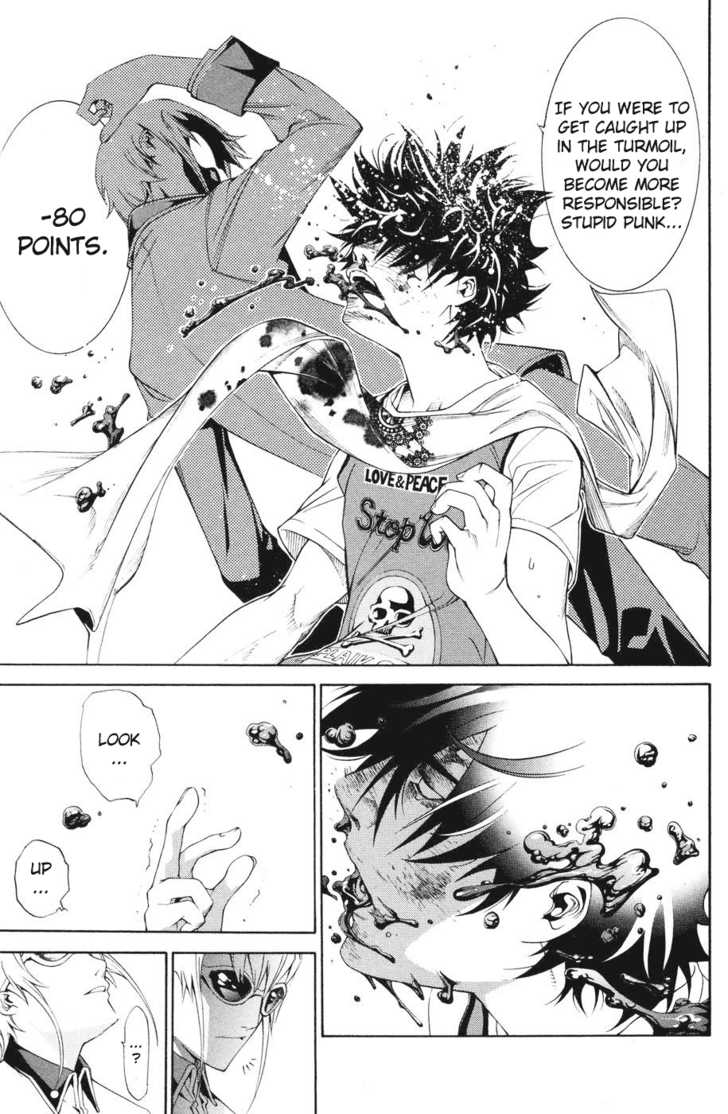 IF YOU WERE TO
GET CAUGHT UP
IN THE TURMOIL,
WOULD YOU
BECOME MORE
RESPONSIBLE?
STUPID PUNK...
-80
POINTS.
LOVE & PEACE
Stop
LOOK
...
UP
...
...
?